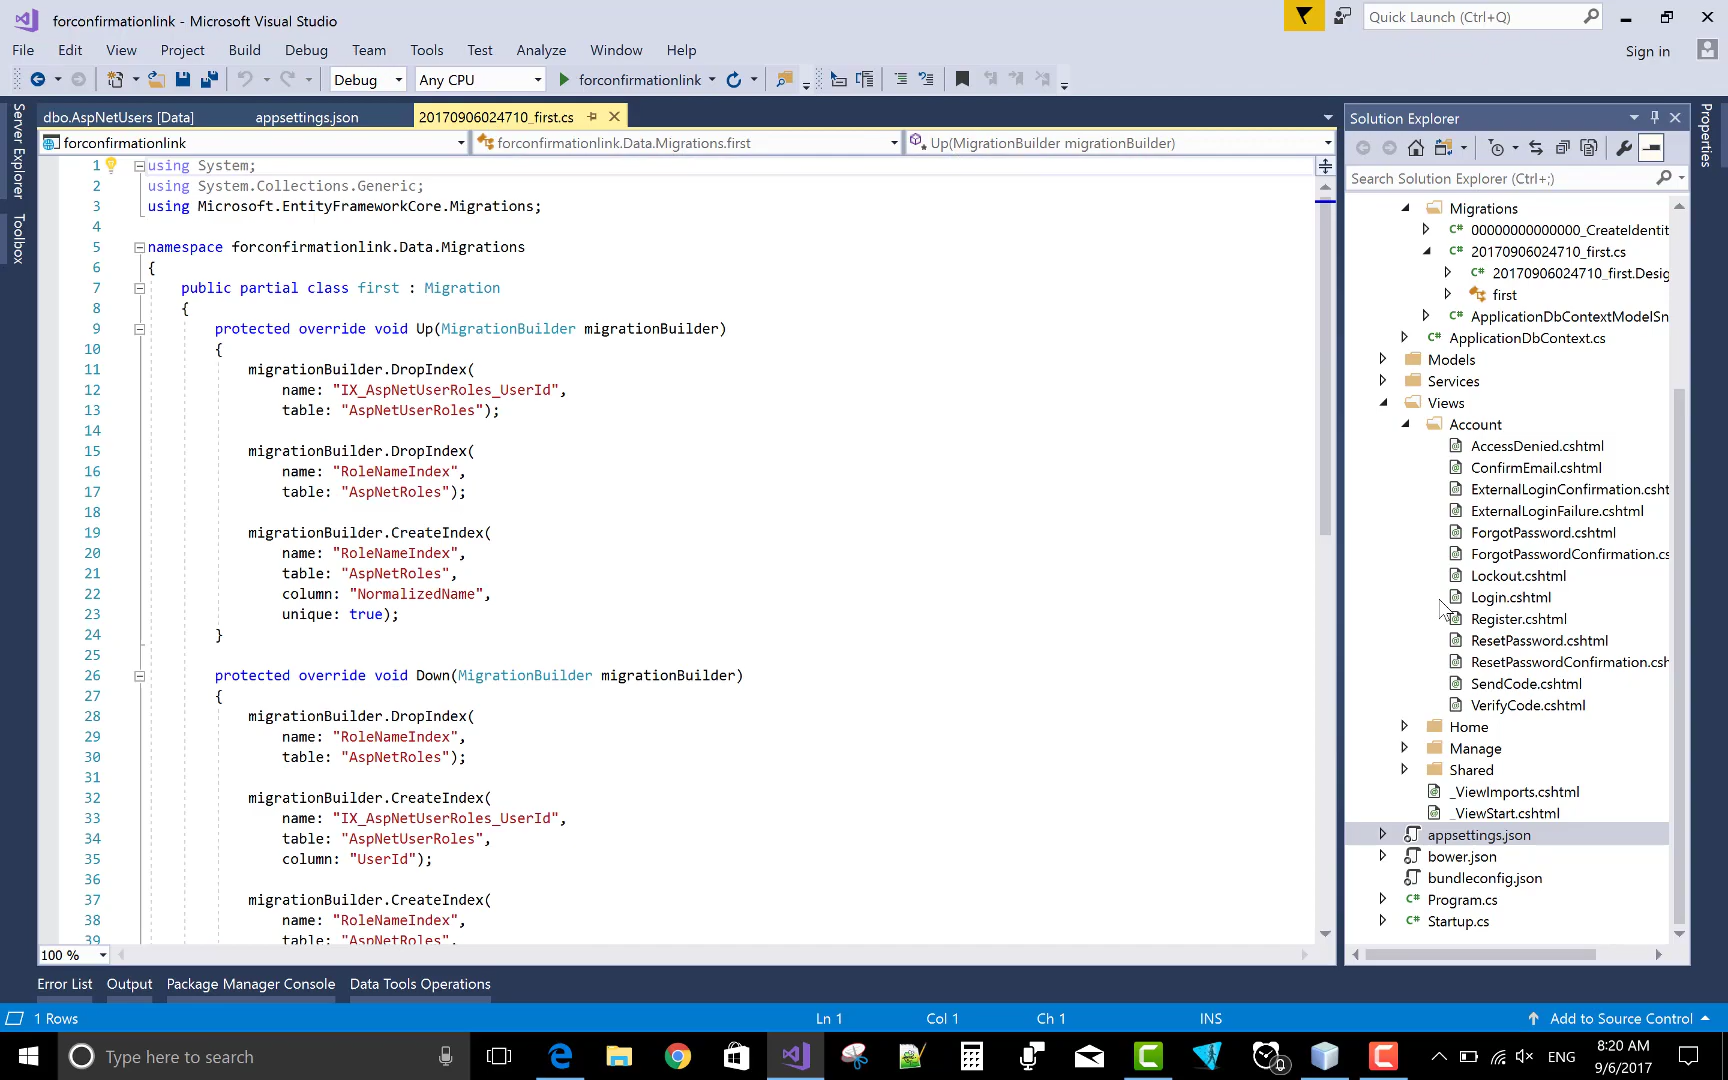 forconfirmationlink - Microsoft Visual Studio
Quick Launch (Ctrl+Q)
File Edit View Project Build Debug Team Tools Test Analyze Window Help
Sign in
Debug Any CPU forconfirmationlink
Server Explorer
Toolbox
dbo.AspNetUsers [Data] appsettings.json 20170906024710_first.cs
forconfirmationlink forconfirmationlink.Data.Migrations.first Up(MigrationBuilder migrationBuilder)
1 using System;
2 using System.Collections.Generic;
3 using Microsoft.EntityFrameworkCore.Migrations;
4
5 namespace forconfirmationlink.Data.Migrations
6 {
7 public partial class first : Migration
8 {
9 protected override void Up(MigrationBuilder migrationBuilder)
10 {
11 migrationBuilder.DropIndex(
12 name: "IX_AspNetUserRoles_UserId",
13 table: "AspNetUserRoles");
14
15 migrationBuilder.DropIndex(
16 name: "RoleNameIndex",
17 table: "AspNetRoles");
18
19 migrationBuilder.CreateIndex(
20 name: "RoleNameIndex",
21 table: "AspNetRoles",
22 column: "NormalizedName",
23 unique: true);
24 }
25
26 protected override void Down(MigrationBuilder migrationBuilder)
27 {
28 migrationBuilder.DropIndex(
29 name: "RoleNameIndex",
30 table: "AspNetRoles");
31
32 migrationBuilder.CreateIndex(
33 name: "IX_AspNetUserRoles_UserId",
34 table: "AspNetUserRoles",
35 column: "UserId");
36
37 migrationBuilder.CreateIndex(
38 name: "RoleNameIndex",
39 table: "AspNetRoles",
100 %
Solution Explorer
Properties
Search Solution Explorer (Ctrl+;)
Migrations
00000000000000_CreateIdentit
20170906024710_first.cs
20170906024710_first.Desig
first
ApplicationDbContextModelSn
ApplicationDbContext.cs
Models
Services
Views
Account
AccessDenied.cshtml
ConfirmEmail.cshtml
ExternalLoginConfirmation.csht
ExternalLoginFailure.cshtml
ForgotPassword.cshtml
ForgotPasswordConfirmation.cs
Lockout.cshtml
Login.cshtml
Register.cshtml
ResetPassword.cshtml
ResetPasswordConfirmation.csh
SendCode.cshtml
VerifyCode.cshtml
Home
Manage
Shared
_ViewImports.cshtml
_ViewStart.cshtml
appsettings.json
bower.json
bundleconfig.json
Program.cs
Startup.cs
Error List Output Package Manager Console Data Tools Operations
1 Rows Ln 1 Col 1 Ch 1 INS Add to Source Control
Type here to search
ENG
8:20 AM
9/6/2017